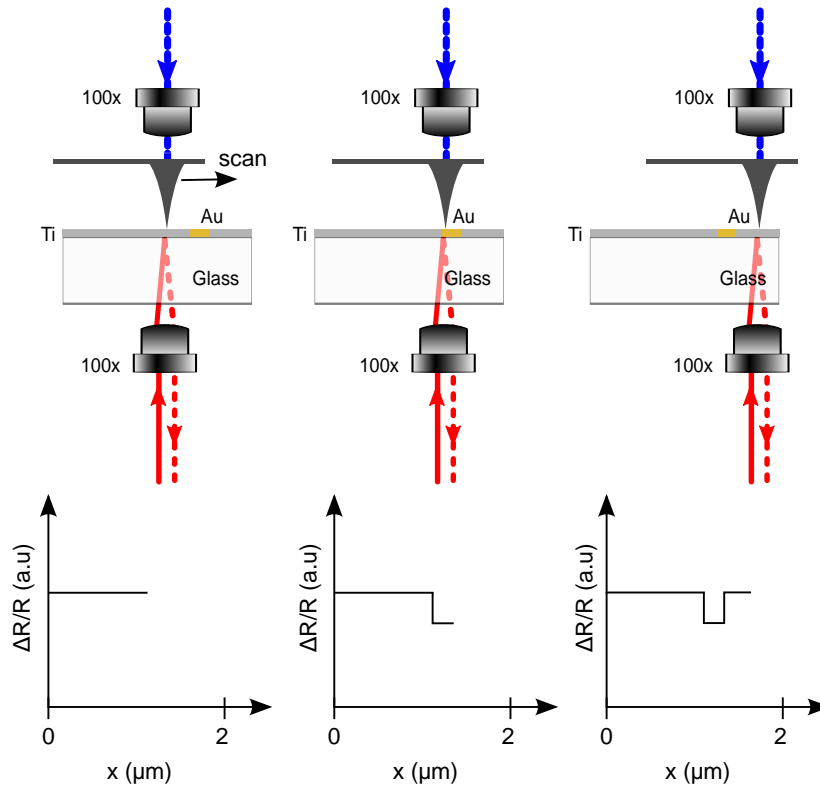 100x 100x 100x
scan
Au Au Au
Ti Ti Ti
Glass Glass Glass
100x 100x 100x
ΔR/R (a.u) ΔR/R (a.u) ΔR/R (a.u)
0 2 0 2 0 2
x (µm) x (µm) x (µm)